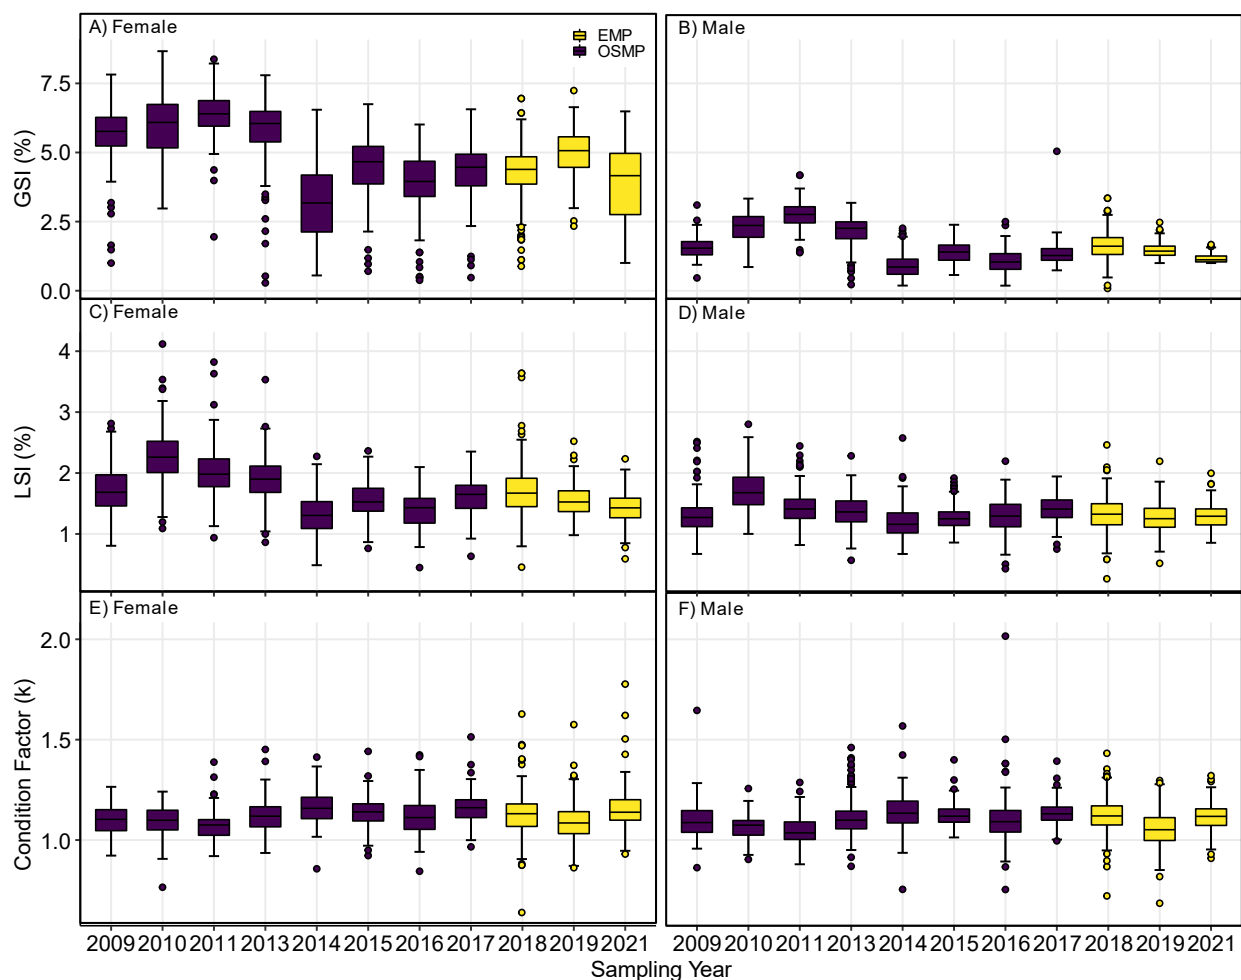 A) Female
EMP
OSMP
B) Male
GSI (%)
7.5
5.0
2.5
0.0
C) Female
D) Male
LSI (%)
4
3
2
1
E) Female
F) Male
Condition Factor (k)
2.0
1.5
1.0
2009 2010 2011 2013 2014 2015 2016 2017 2018 2019 2021
2009 2010 2011 2013 2014 2015 2016 2017 2018 2019 2021
Sampling Year